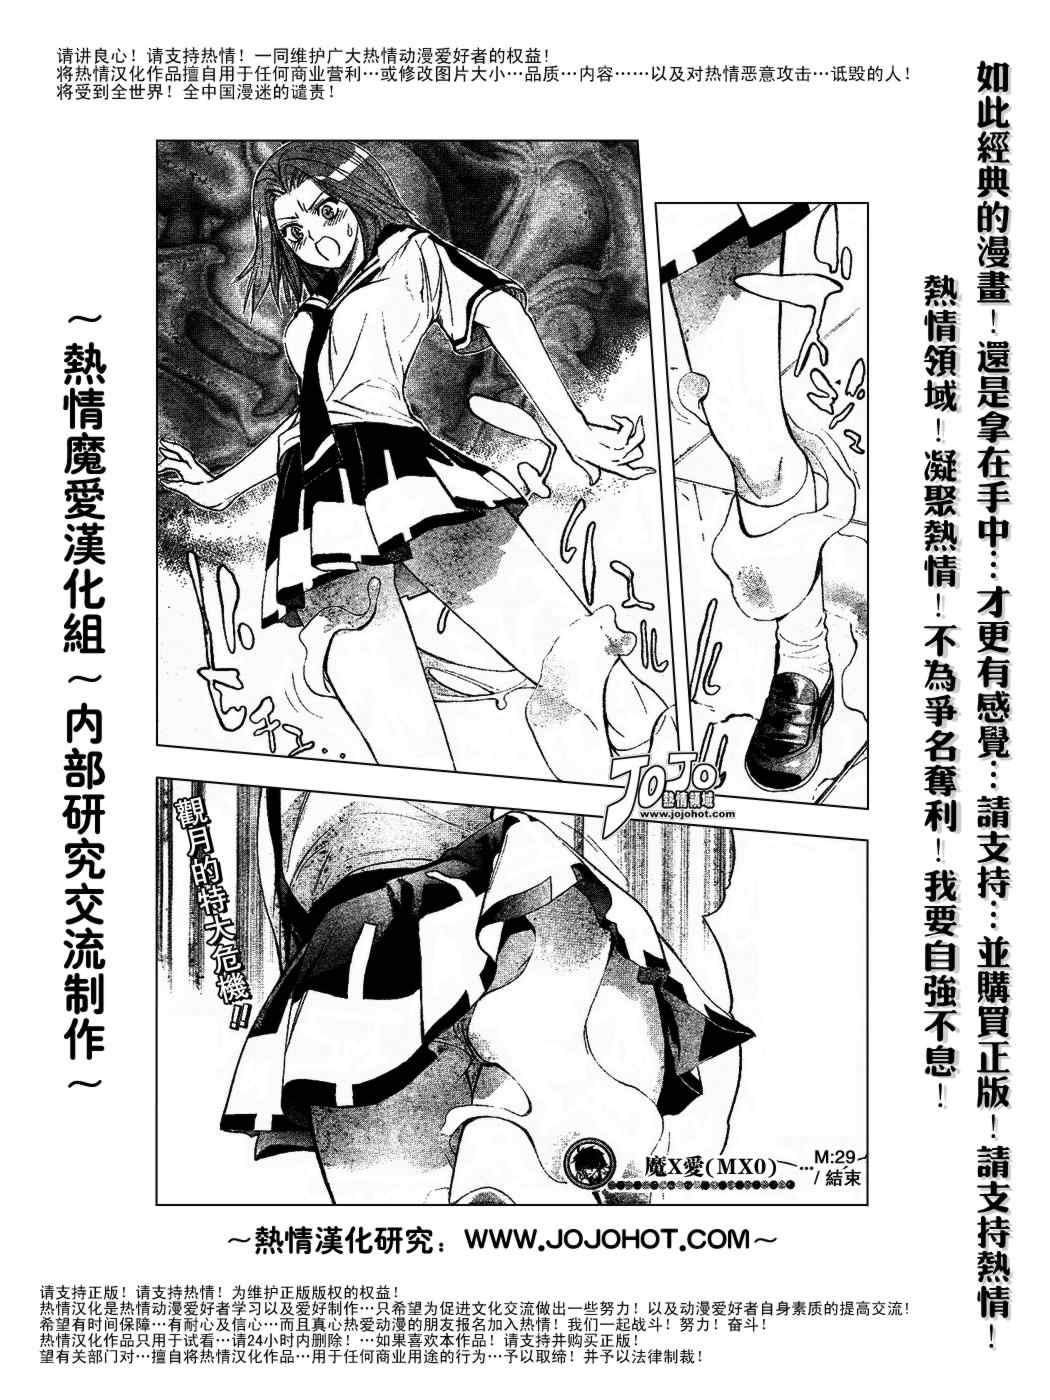 请讲良心！请支持热情！一同维护广大热情动漫爱好者的权益！
将热情汉化作品擅自用于任何商业营利…或修改图片大小…品质…内容……以及对热情恶意攻击…诋毁的人！
将受到全世界！全中国漫迷的谴责！
如此經典的漫畫！還是拿在手中…才更有感覺…請支持…並購買正版！請支持熱情！
熱情領域！凝聚熱情！不為爭名奪利！我要自強不息！
～熱情魔愛漢化組～内部研究交流制作～
ヒチュ..
JOJO
熱情領域
www.jojohot.com
觀月的特大危機!!
魔X愛(MX0)
... M:29
/ 結束
～熱情漢化研究：WWW.JOJOHOT.COM～
请支持正版！请支持热情！为维护正版版权的权益！
热情汉化是热情动漫爱好者学习以及爱好制作…只希望为促进文化交流做出一些努力！以及动漫爱好者自身素质的提高交流！
希望有时间保障…有耐心及信心…而且真心热爱动漫的朋友报名加入热情！我们一起战斗！努力！奋斗！
热情汉化作品只用于试看…请24小时内删除！…如果喜欢本作品！请支持并购买正版！
望有关部门对…擅自将热情汉化作品…用于任何商业用途的行为…予以取缔！并予以法律制裁！